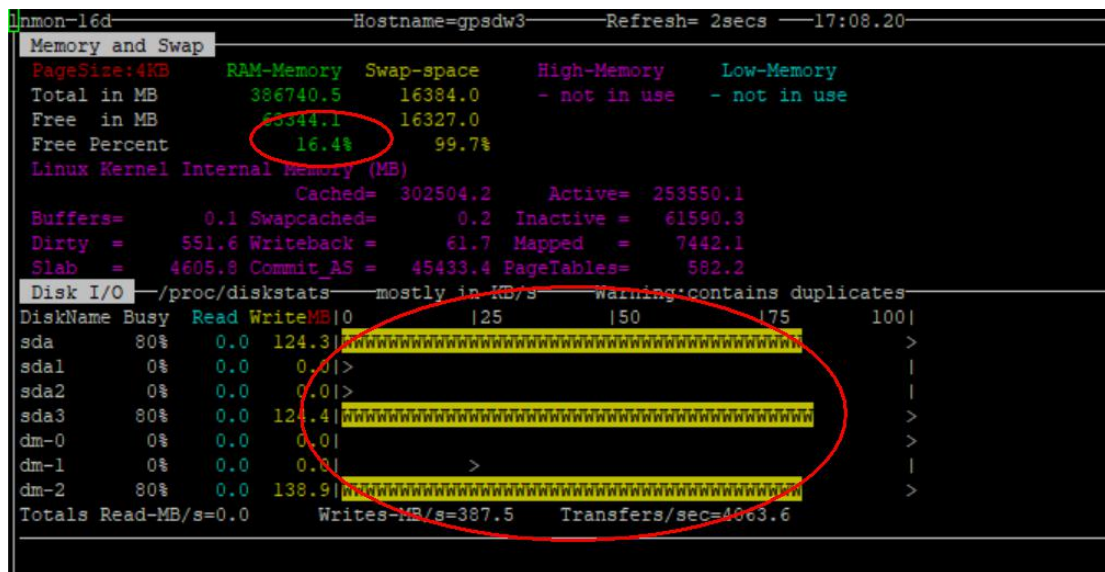 nmon-16d Hostname=gpsdw3 Refresh= 2secs 17:08.20
Memory and Swap
PageSize:4KB RAM-Memory Swap-space High-Memory Low-Memory
Total in MB 386740.5 16384.0 - not in use - not in use
Free in MB 63344.1 16327.0
Free Percent 16.4% 99.7%
Linux Kernel Internal Memory (MB)
Cached= 302504.2 Active= 253550.1
Buffers= 0.1 Swapcached= 0.2 Inactive = 61590.3
Dirty = 551.6 Writeback = 61.7 Mapped = 7442.1
Slab = 4605.8 Commit_AS = 45433.4 PageTables= 582.2
Disk I/O /proc/diskstats mostly in KB/s Warning:contains duplicates
DiskName Busy Read WriteMB|0 |25 |50 |75 100|
sda 80% 0.0 124.3|WWWWWWWWWWWWWWWWWWWWWWWWWWWWWWWWWWWWWWWW >
sda1 0% 0.0 0.0|> |
sda2 0% 0.0 0.0|> |
sda3 80% 0.0 124.4|WWWWWWWWWWWWWWWWWWWWWWWWWWWWWWWWWWWWWWWWW >
dm-0 0% 0.0 0.0| >
dm-1 0% 0.0 0.0| > |
dm-2 80% 0.0 138.9|WWWWWWWWWWWWWWWWWWWWWWWWWWWWWWWWWWWWWWWW >
Totals Read-MB/s=0.0 Writes-MB/s=387.5 Transfers/sec=4063.6